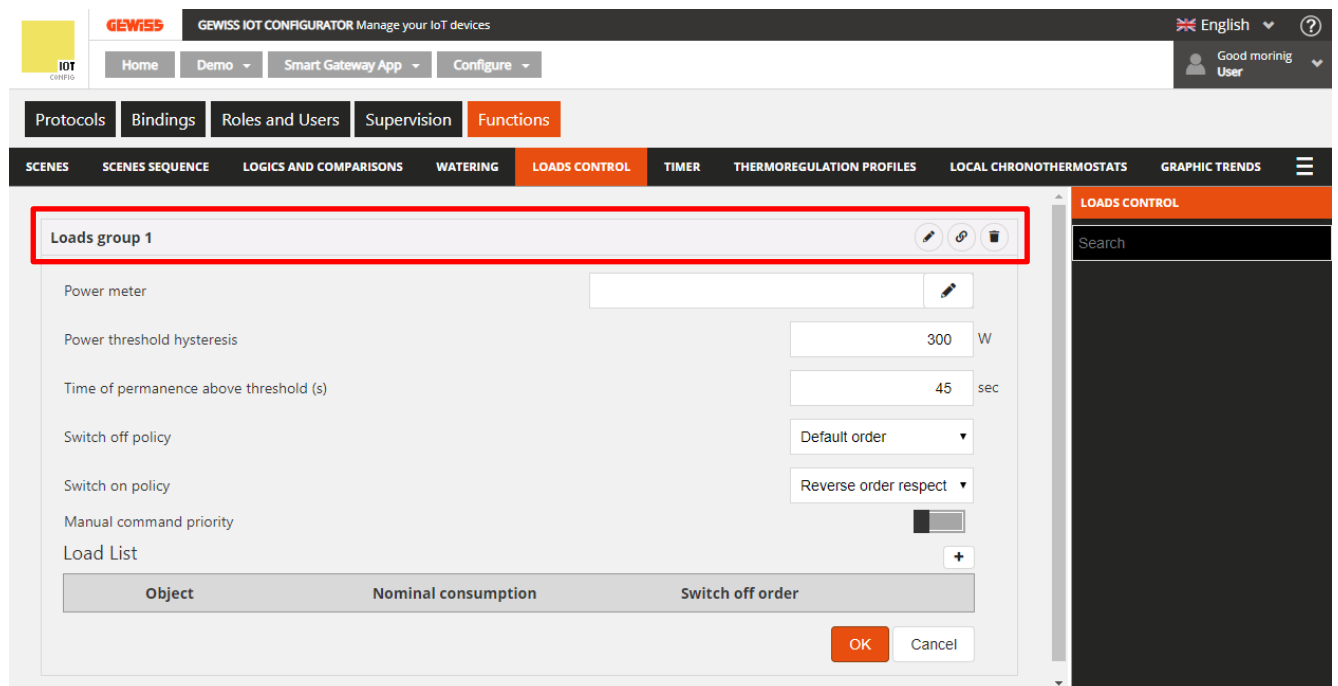 GEWISS GEWISS IOT CONFIGURATOR Manage your IoT devices English ?
IOT
CONFIG
Home Demo Smart Gateway App Configure
Good morinig
User
Protocols Bindings Roles and Users Supervision Functions
SCENES SCENES SEQUENCE LOGICS AND COMPARISONS WATERING LOADS CONTROL TIMER THERMOREGULATION PROFILES LOCAL CHRONOTHERMOSTATS GRAPHIC TRENDS
Loads group 1
Power meter
Power threshold hysteresis 300 W
Time of permanence above threshold (s) 45 sec
Switch off policy Default order
Switch on policy Reverse order respect
Manual command priority
Load List +
Object Nominal consumption Switch off order
OK Cancel
LOADS CONTROL
Search